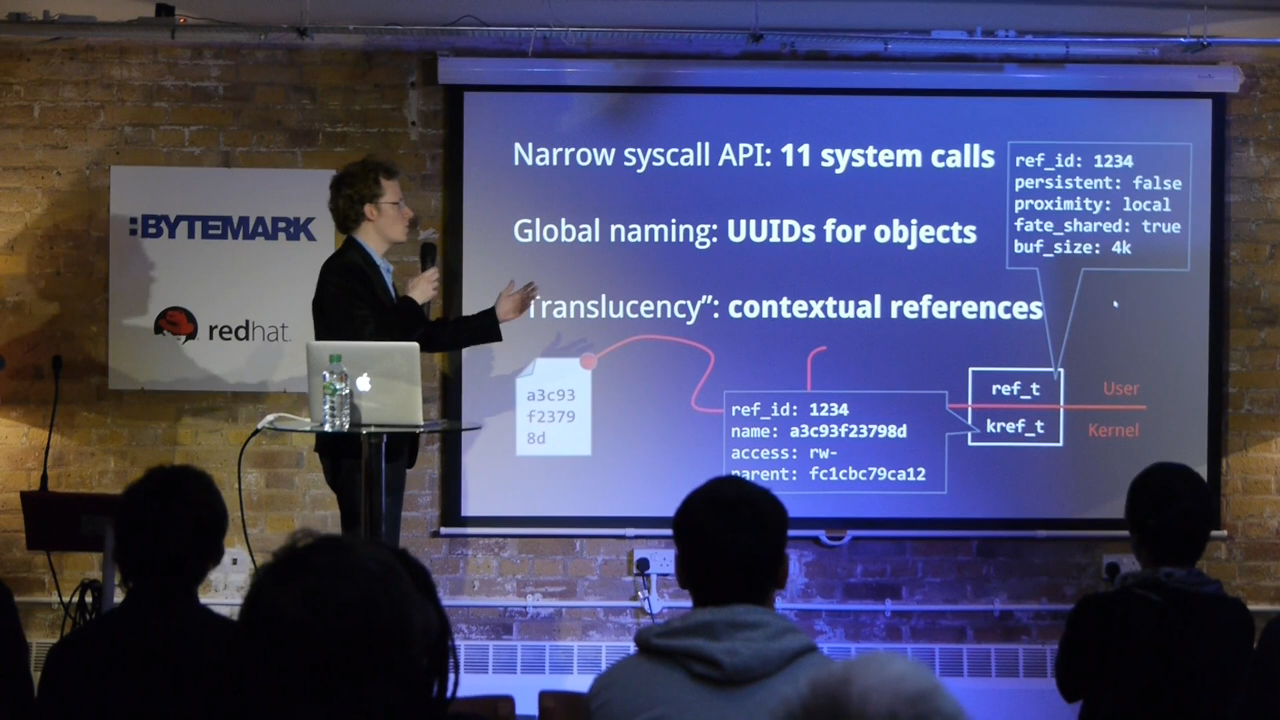 :BYTEMARK
redhat.
Narrow syscall API: 11 system calls
Global naming: UUIDs for objects
Translucency”: contextual references
ref_id: 1234
persistent: false
proximity: local
fate_shared: true
buf_size: 4k
a3c93
f2379
8d
ref_id: 1234
name: a3c93f23798d
access: rw-
parent: fc1cbc79ca12
ref_t
kref_t
User
Kernel